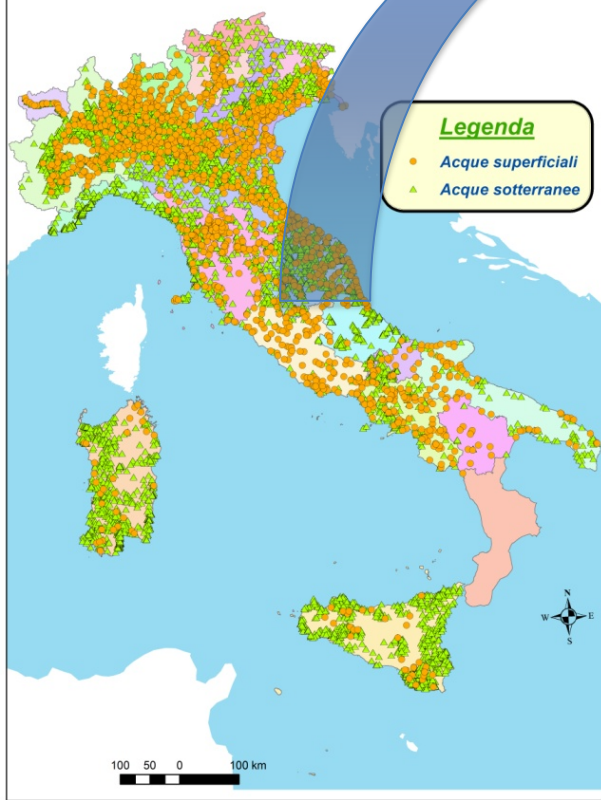 Legenda
Acque superficiali
Acque sotterranee
N
W E
S
100 50 0 100 km